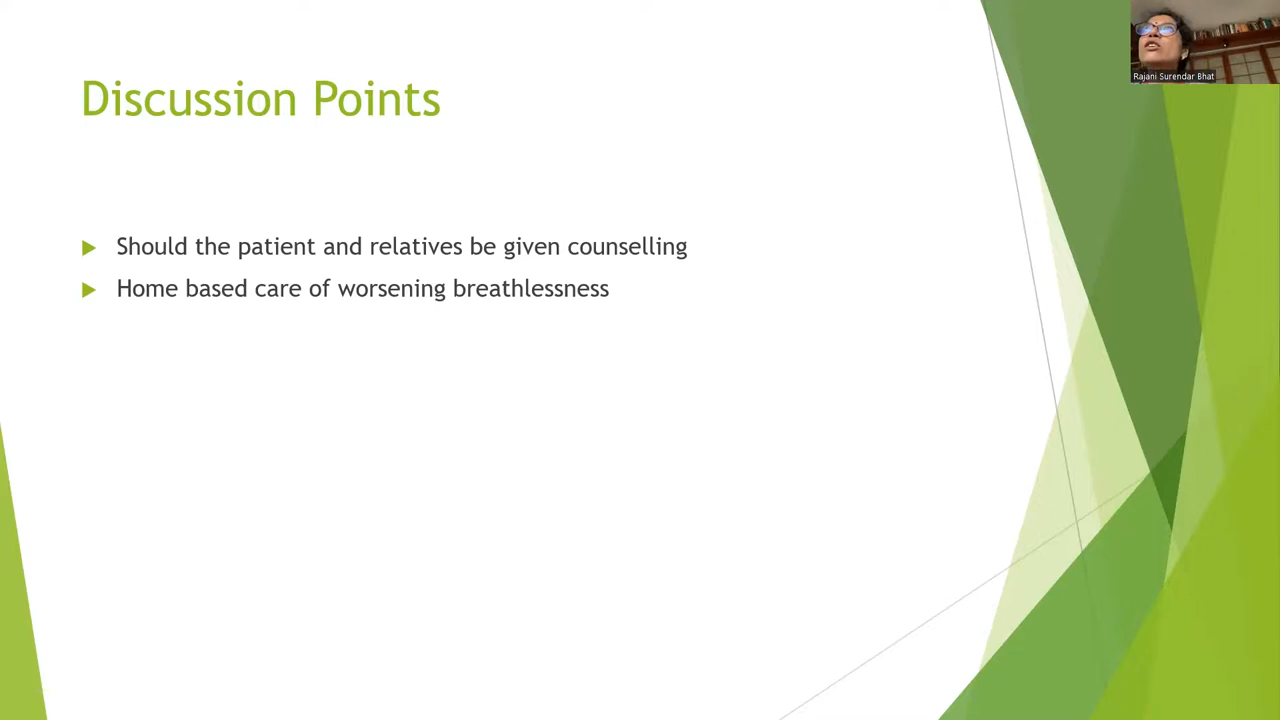 Rajani Surendar Bhat
Discussion Points
Should the patient and relatives be given counselling
Home based care of worsening breathlessness